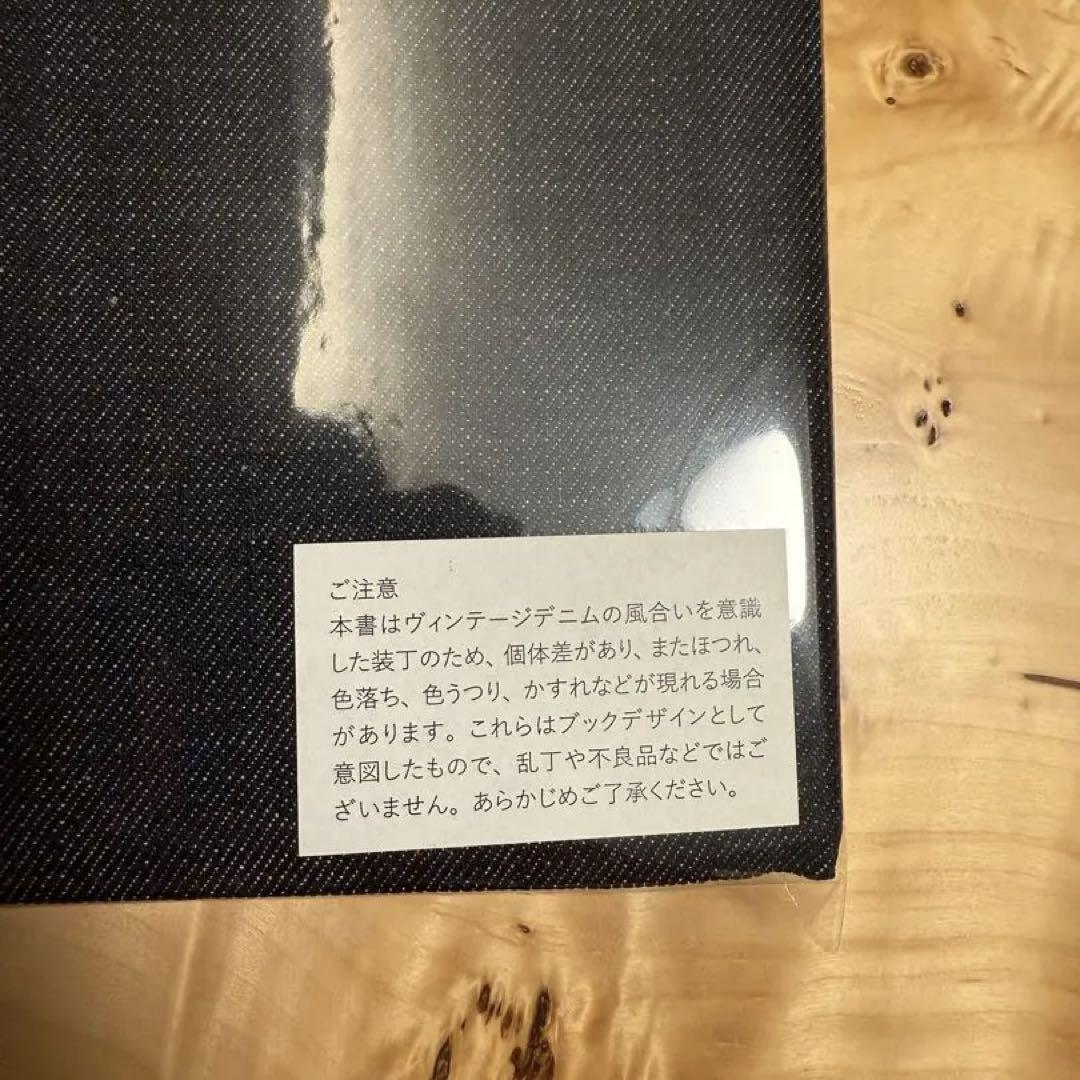 ご注意
本書はヴィンテージデニムの風合いを意識
した装丁のため、個体差があり、またほつれ、
色落ち、色うつり、かすれなどが現れる場合
があります。これらはブックデザインとして
意図したもので、乱丁や不良品などではご
ざいません。あらかじめご了承ください。